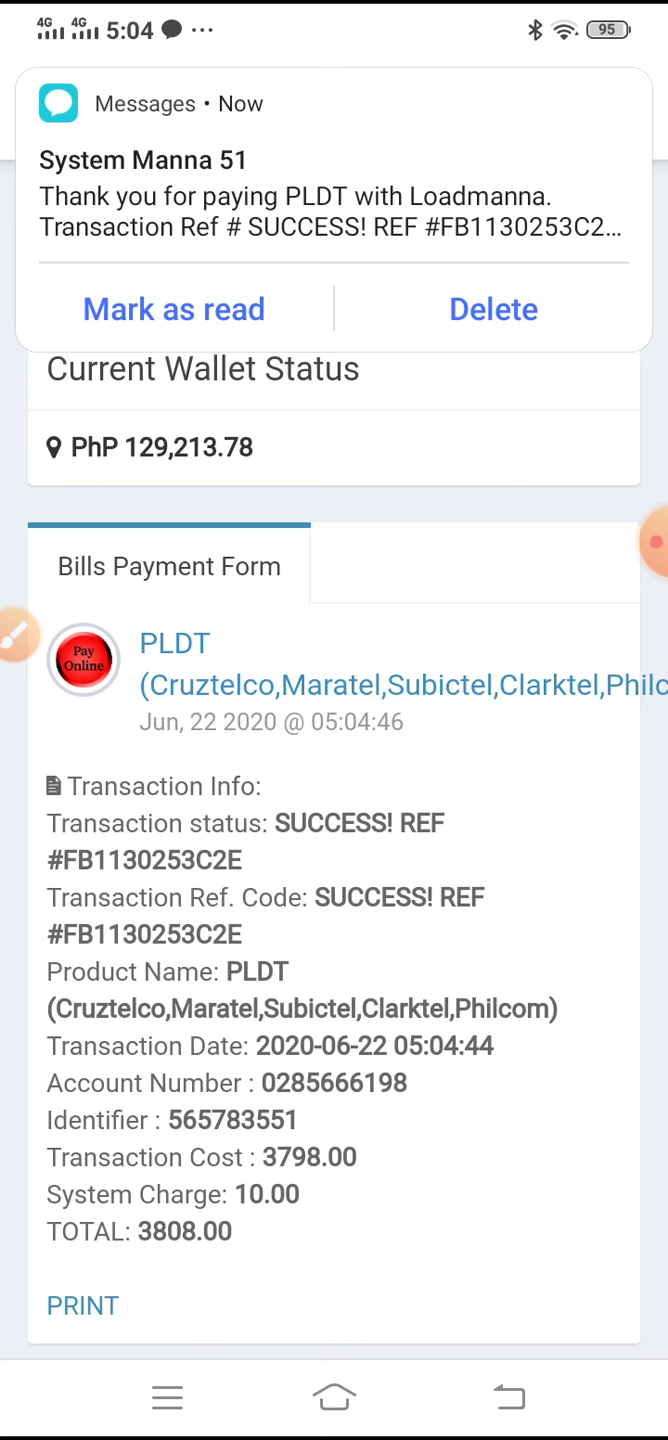 4G 4G 5:04 ... 95
Messages • Now
System Manna 51
Thank you for paying PLDT with Loadmanna.
Transaction Ref # SUCCESS! REF #FB1130253C2...
Mark as read
Delete
Current Wallet Status
PhP 129,213.78
Bills Payment Form
Pay
Online
PLDT
(Cruztelco,Maratel,Subictel,Clarktel,Philc
Jun, 22 2020 @ 05:04:46
Transaction Info:
Transaction status: SUCCESS! REF
#FB1130253C2E
Transaction Ref. Code: SUCCESS! REF
#FB1130253C2E
Product Name: PLDT
(Cruztelco,Maratel,Subictel,Clarktel,Philcom)
Transaction Date: 2020-06-22 05:04:44
Account Number : 0285666198
Identifier : 565783551
Transaction Cost : 3798.00
System Charge: 10.00
TOTAL: 3808.00
PRINT